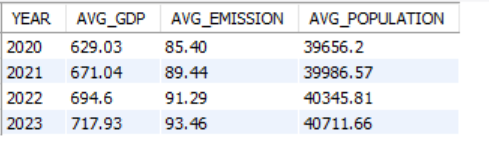 YEAR AVG_GDP AVG_EMISSION AVG_POPULATION
2020 629.03 85.40 39656.2
2021 671.04 89.44 39986.57
2022 694.6 91.29 40345.81
2023 717.93 93.46 40711.66